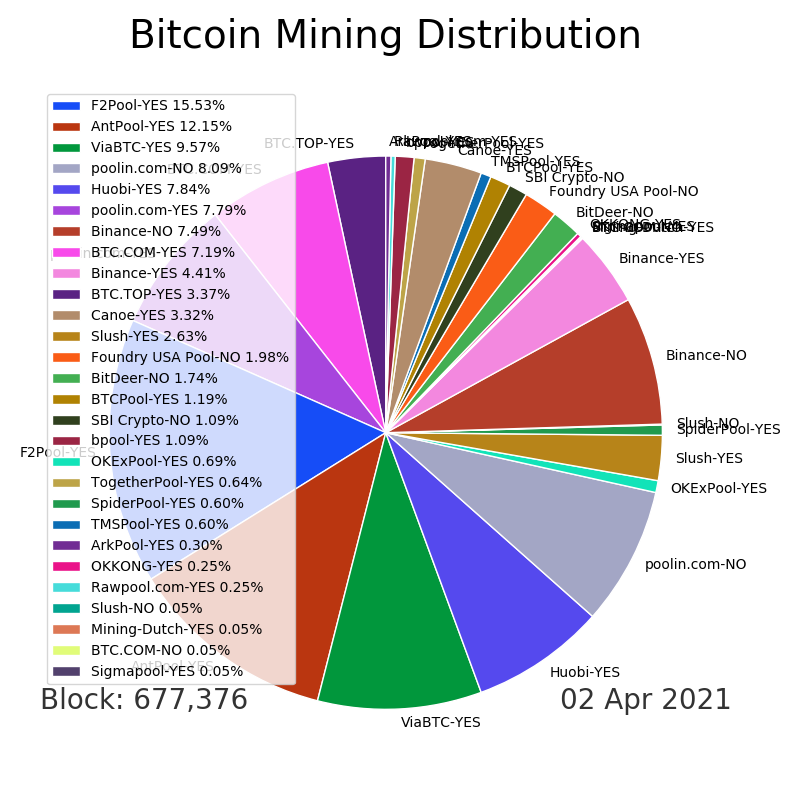 Bitcoin Mining Distribution
F2Pool-YES 15.53%
AntPool-YES 12.15%
ViaBTC-YES 9.57%
poolin.com-NO 8.09%
Huobi-YES 7.84%
poolin.com-YES 7.79%
Binance-NO 7.49%
BTC.COM-YES 7.19%
Binance-YES 4.41%
BTC.TOP-YES 3.37%
Canoe-YES 3.32%
Slush-YES 2.63%
Foundry USA Pool-NO 1.98%
BitDeer-NO 1.74%
BTCPool-YES 1.19%
SBI Crypto-NO 1.09%
bpool-YES 1.09%
OKExPool-YES 0.69%
TogetherPool-YES 0.64%
SpiderPool-YES 0.60%
TMSPool-YES 0.60%
ArkPool-YES 0.30%
OKKONG-YES 0.25%
Rawpool.com-YES 0.25%
Slush-NO 0.05%
Mining-Dutch-YES 0.05%
BTC.COM-NO 0.05%
Sigmapool-YES 0.05%
BTC.TOP-YES
F2Pool-YES
AntPool-YES
ViaBTC-YES
Huobi-YES
poolin.com-NO
OKExPool-YES
Slush-YES
SpiderPool-YES
Slush-NO
Binance-NO
Binance-YES
OKKONG-YES
BitDeer-NO
Foundry USA Pool-NO
SBI Crypto-NO
BTCPool-YES
TMSPool-YES
Canoe-YES
Block: 677,376
02 Apr 2021